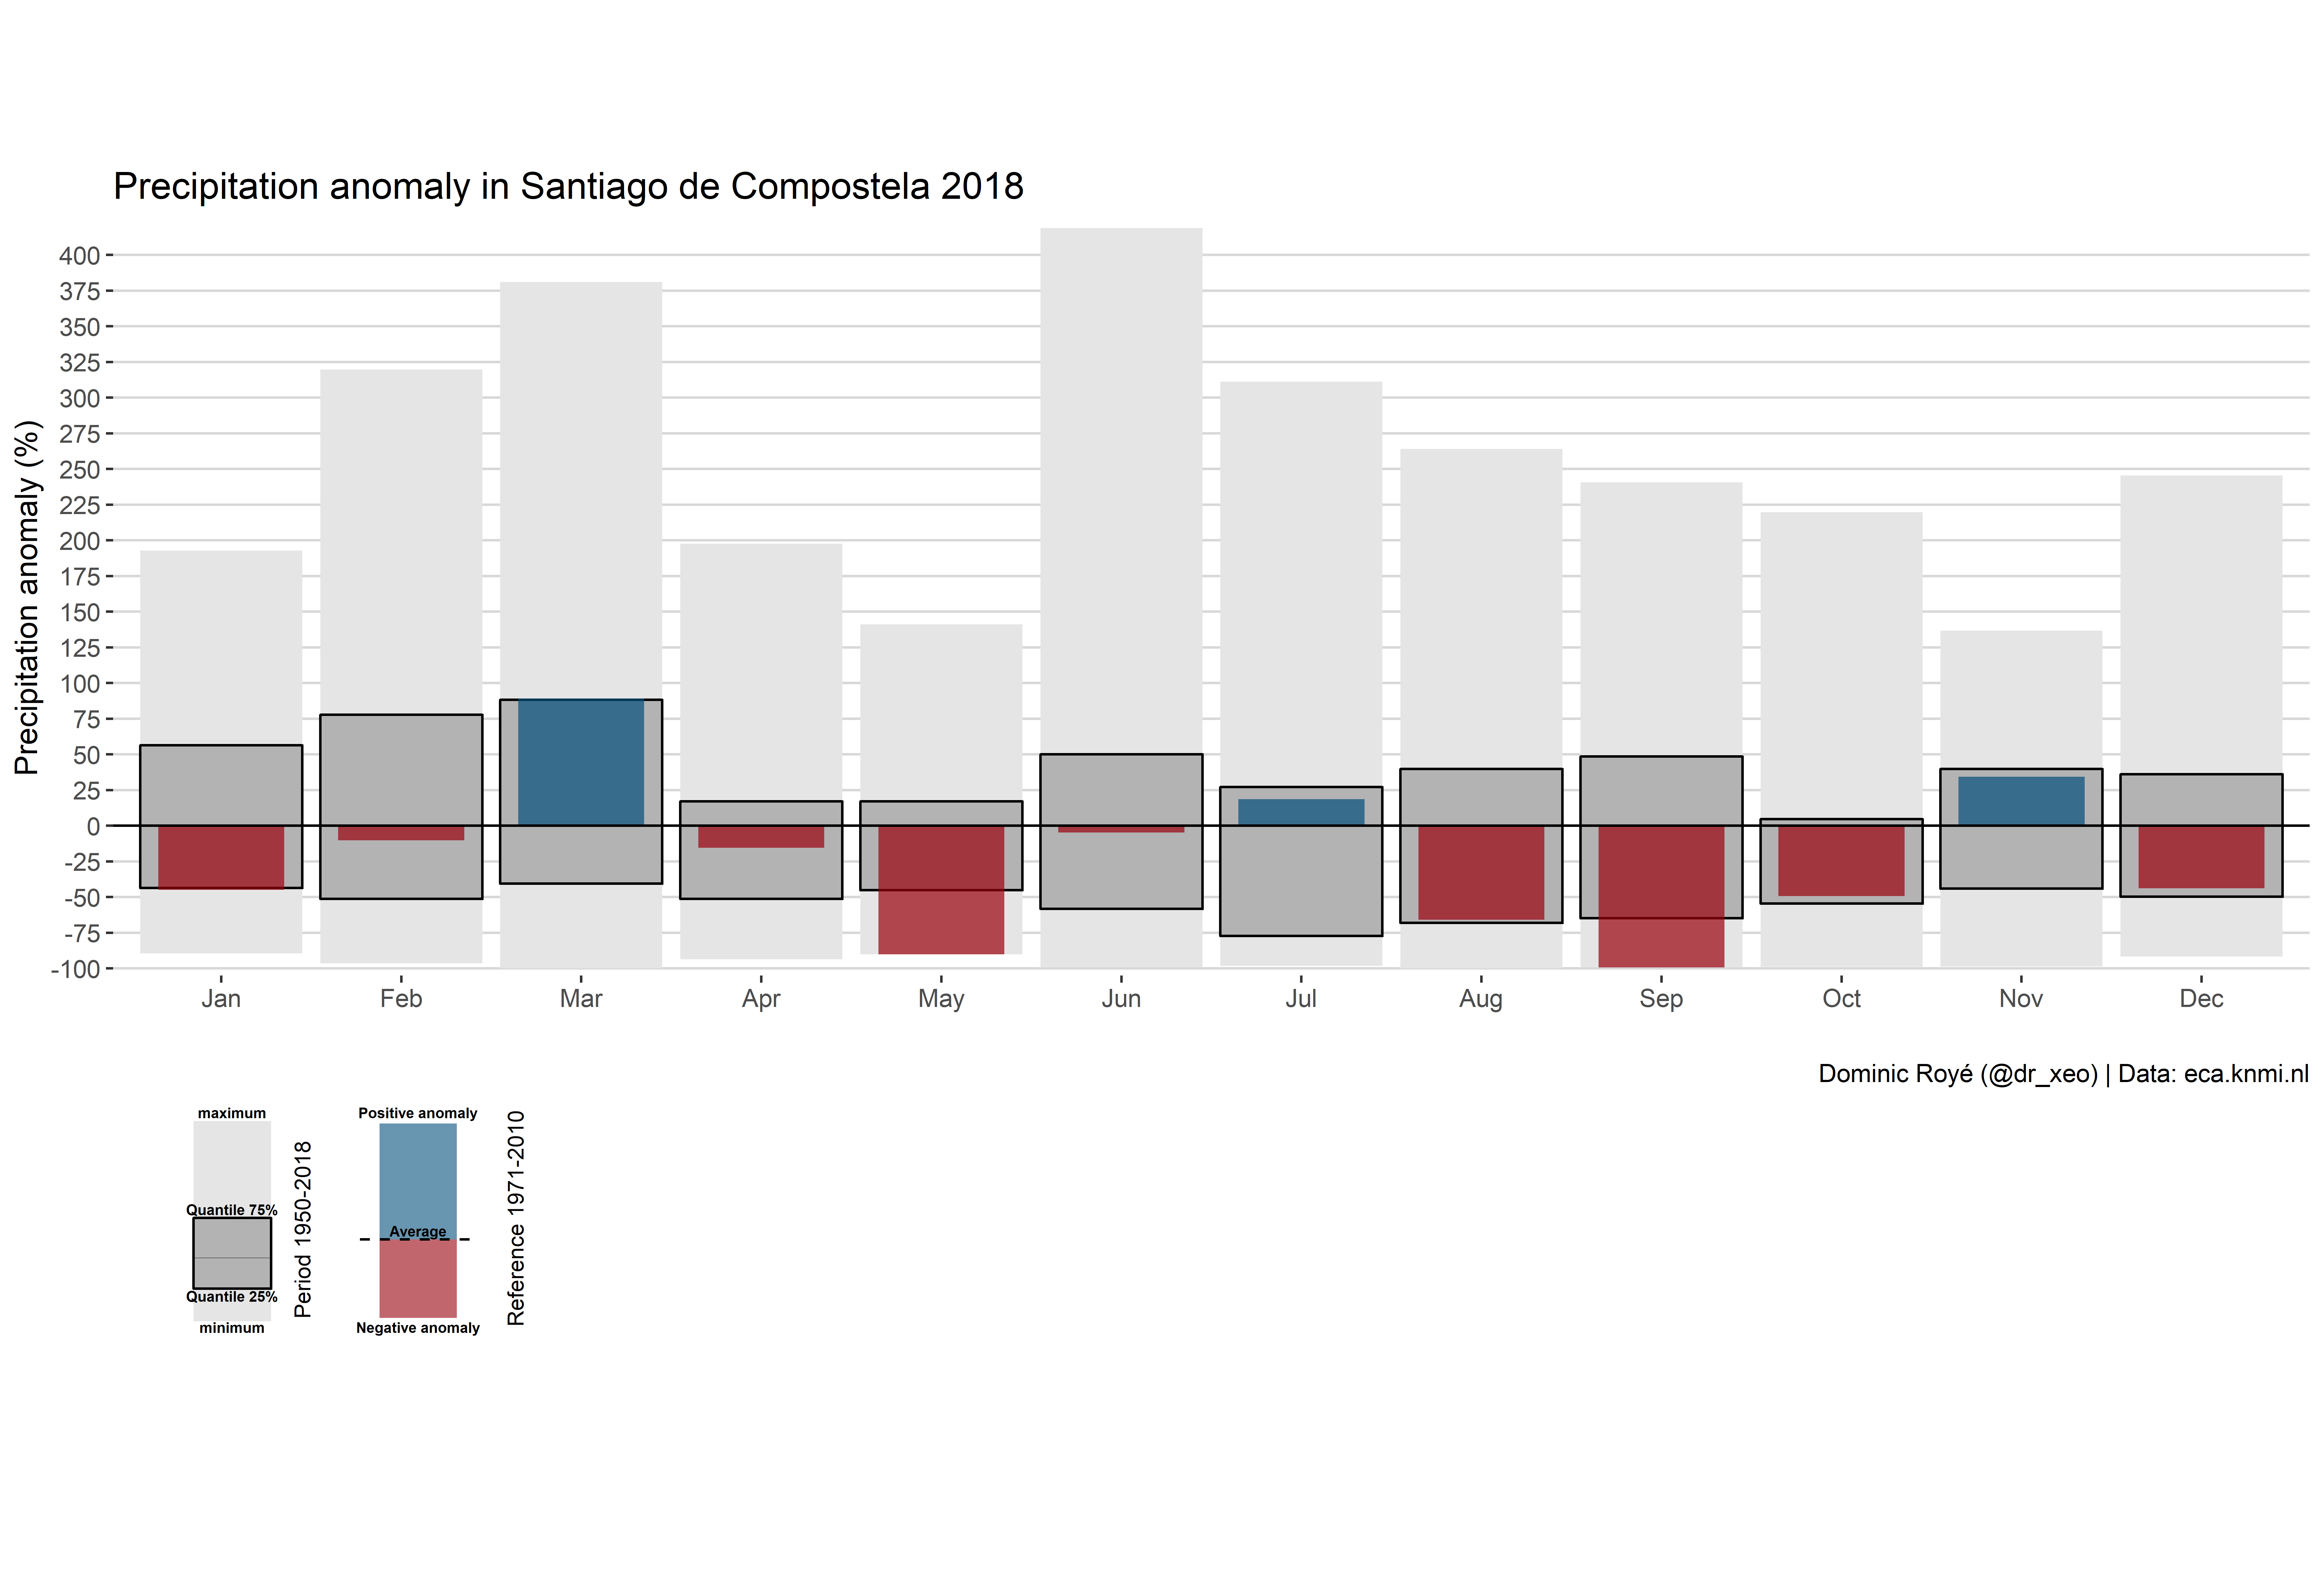 Precipitation anomaly in Santiago de Compostela 2018
Precipitation anomaly (%)
400
375
350
325
300
275
250
225
200
175
150
125
100
75
50
25
0
-25
-50
-75
-100
Jan Feb Mar Apr May Jun Jul Aug Sep Oct Nov Dec
Dominic Royé (@dr_xeo) | Data: eca.knmi.nl
maximum
Quantile 75%
Quantile 25%
minimum
Period 1950-2018
Positive anomaly
Average
Negative anomaly
Reference 1971-2010